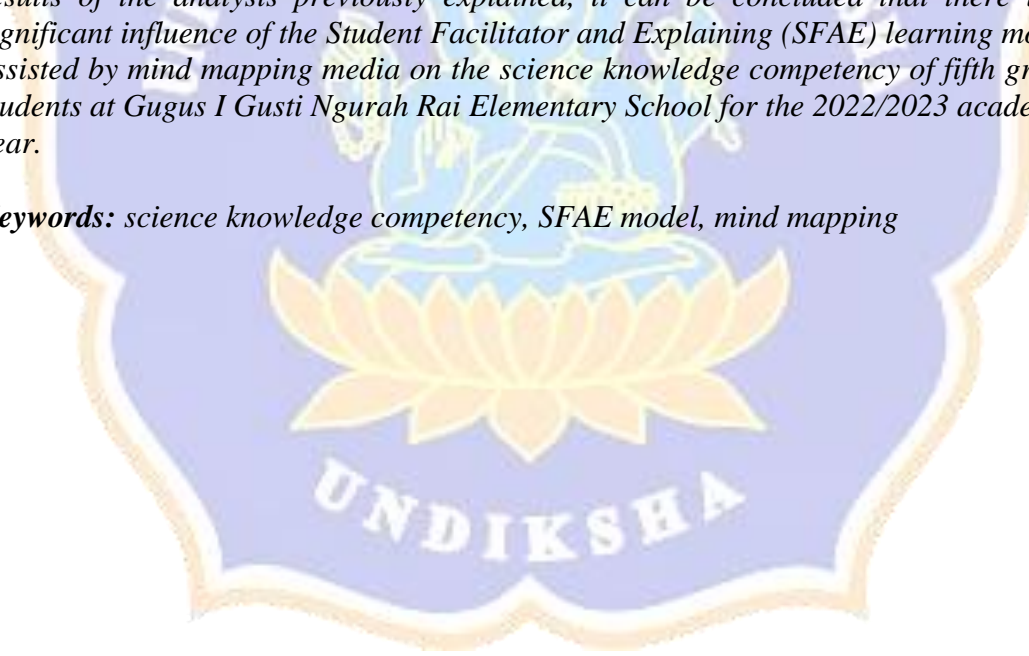 sults of the analysis previously explained, it can be concluded that there
gnificant influence of the Student Facilitator and Explaining (SFAE) learning mo
ssisted by mind mapping media on the science knowledge competency of fifth gr
udents at Gugus I Gusti Ngurah Rai Elementary School for the 2022/2023 acade
ear.
eywords: science knowledge competency, SFAE model, mind mapping
UNDIKSHA